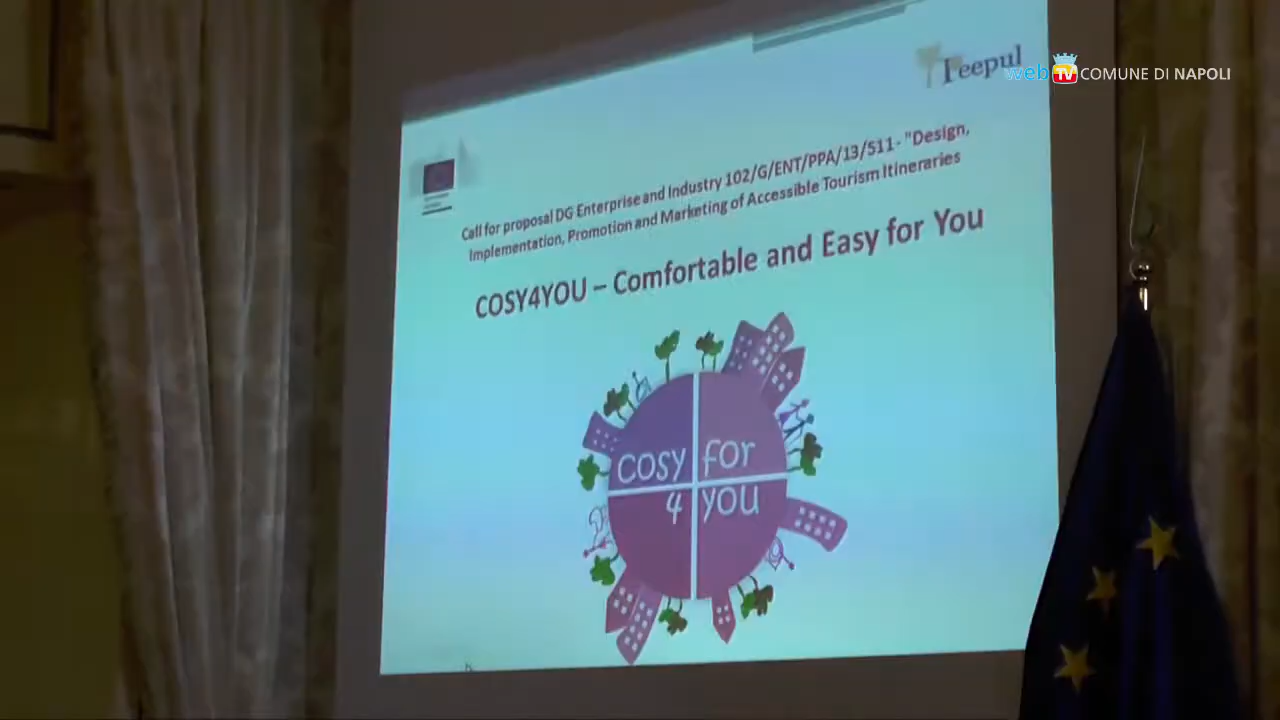 Peepul
web TV COMUNE DI NAPOLI
Call for proposal DG Enterprise and Industry 102/G/ENT/PPA/13/511- "Design,
Implementation, Promotion and Marketing of Accessible Tourism Itineraries
COSY4YOU – Comfortable and Easy for You
COSY FOR
4 YOU